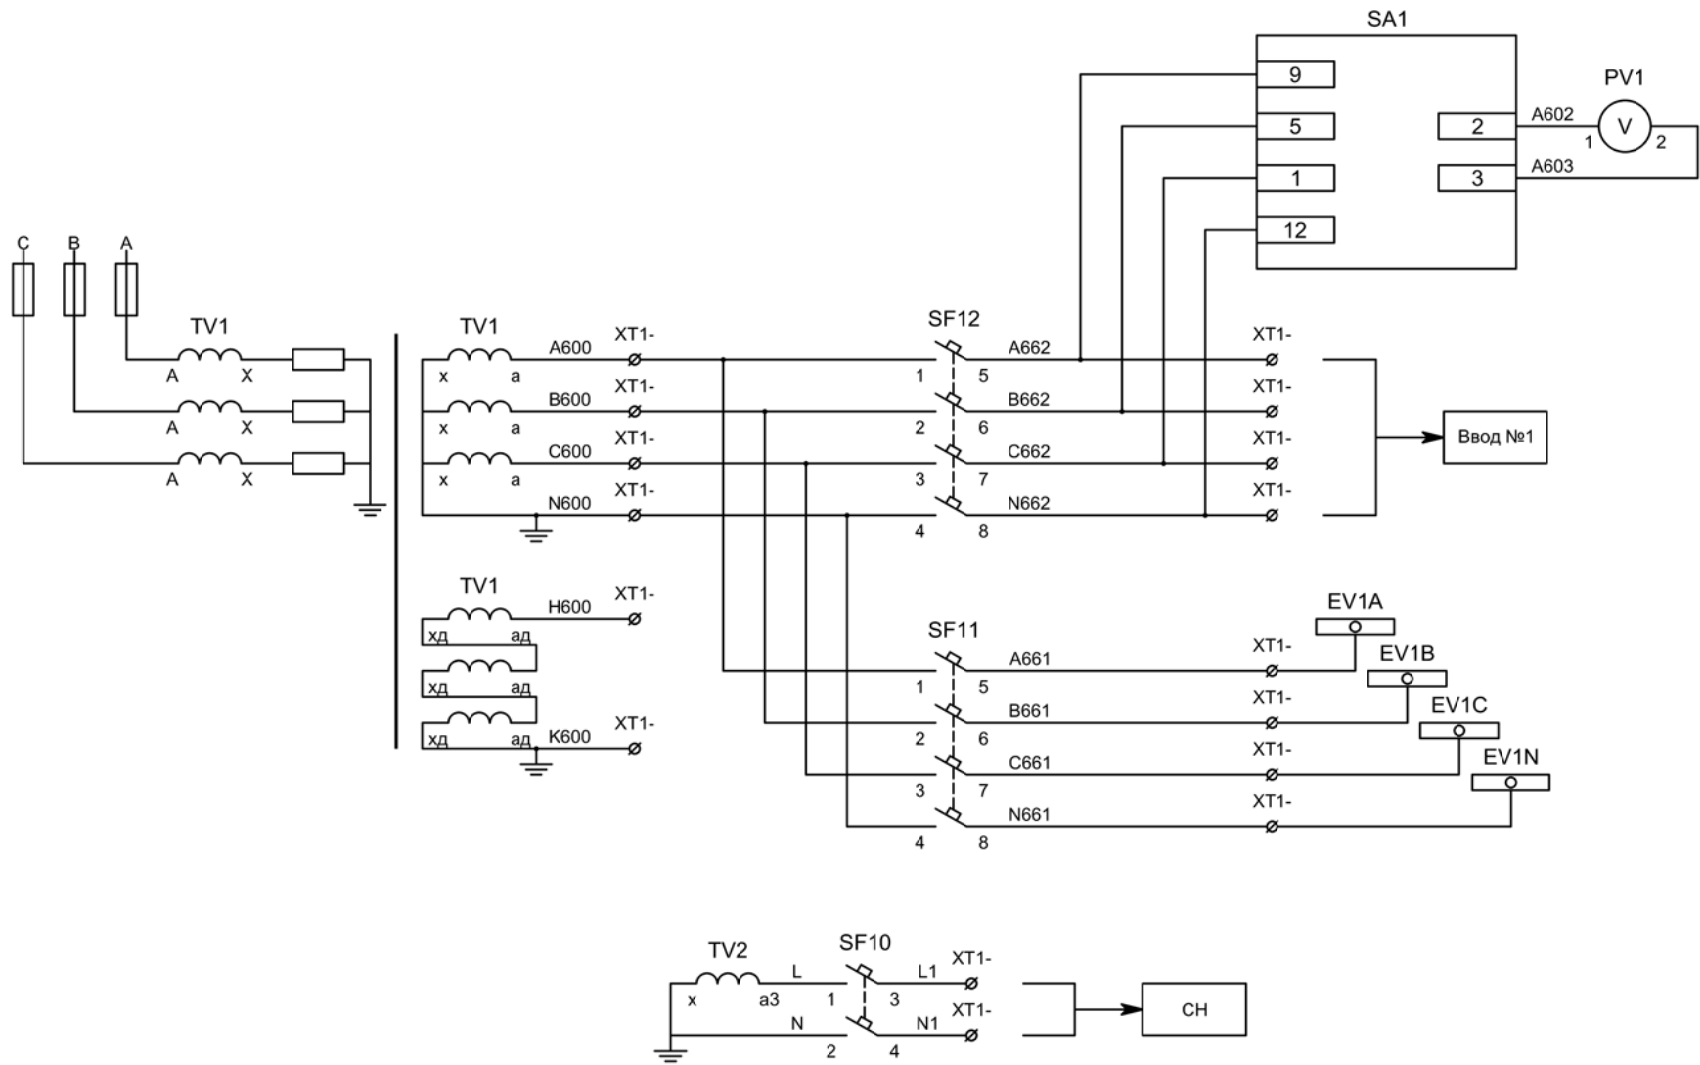 SA1
9
PV1
5
2
A602
V
1
2
1
3
A603
12
C
B
A
TV1
TV1
A600
XT1-
SF12
A662
XT1-
A
X
x
a
1
5
B600
XT1-
B662
XT1-
A
X
x
a
2
6
C600
XT1-
C662
XT1-
Ввод №1
A
X
x
a
3
7
N600
XT1-
N662
XT1-
4
8
TV1
H600
XT1-
хд
ад
хд
ад
хд
ад
K600
XT1-
SF11
A661
XT1-
EV1A
1
5
B661
XT1-
EV1B
2
6
C661
XT1-
EV1C
3
7
N661
XT1-
EV1N
4
8
TV2
L
SF10
L1
XT1-
x
a3
1
3
N
N1
XT1-
2
4
СН